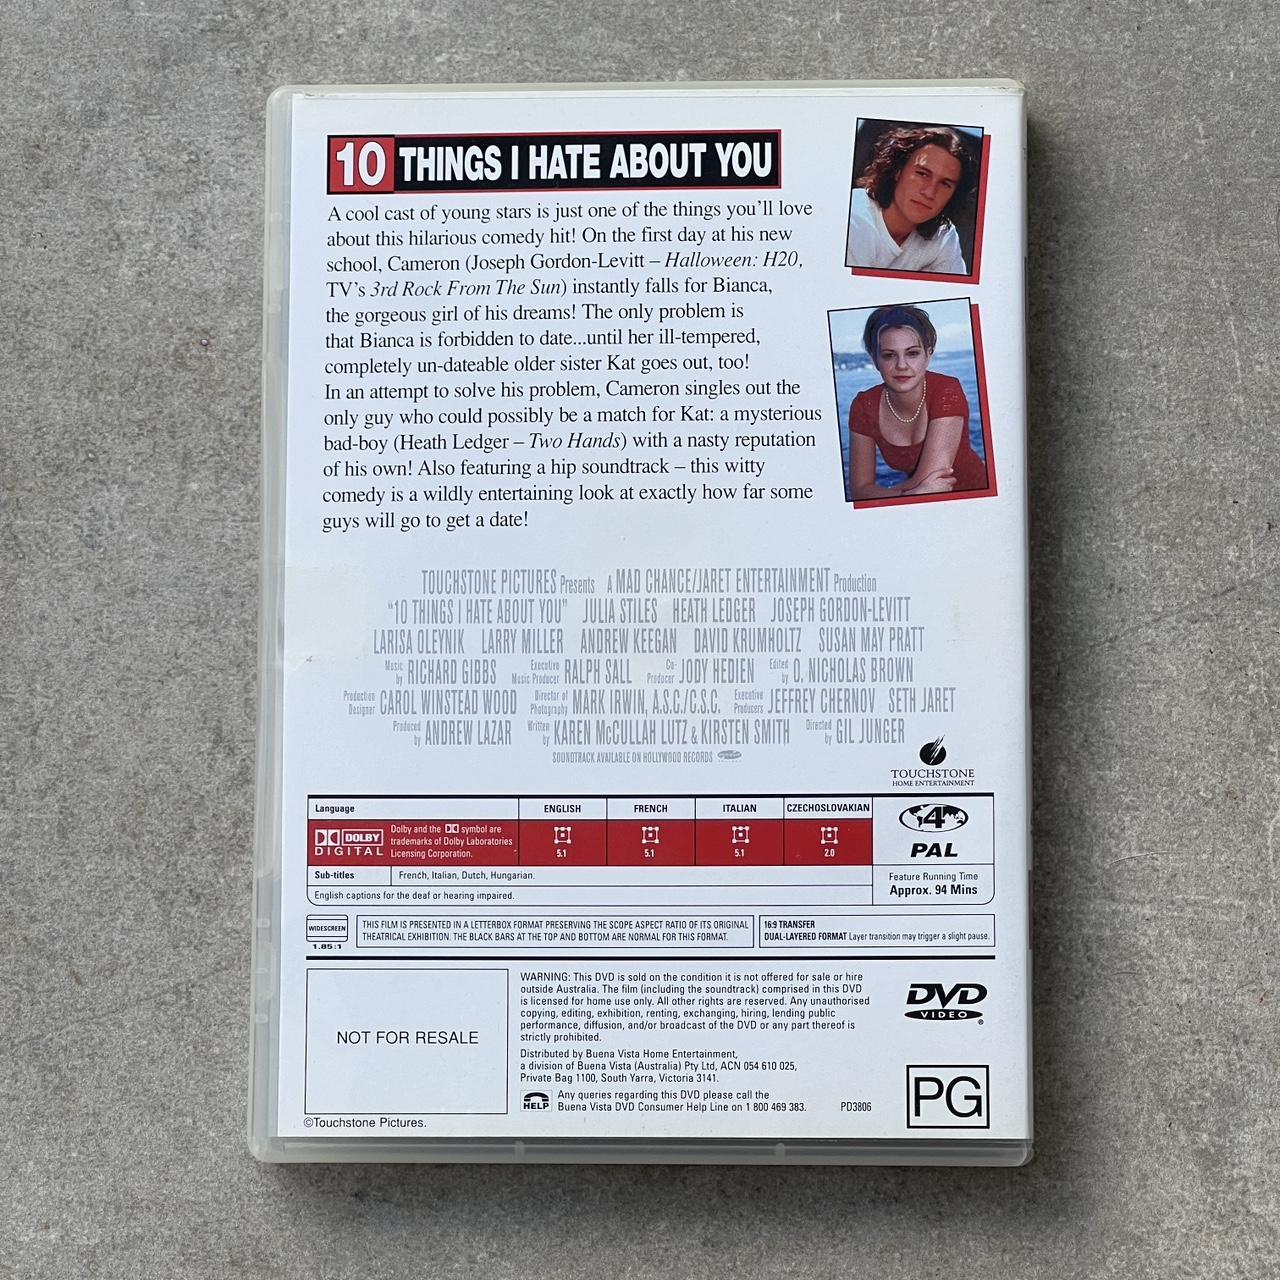 10 THINGS I HATE ABOUT YOU
A cool cast of young stars is just one of the things you'll love
about this hilarious comedy hit! On the first day at his new
school, Cameron (Joseph Gordon-Levitt – Halloween: H20,
TV's 3rd Rock From The Sun) instantly falls for Bianca,
the gorgeous girl of his dreams! The only problem is
that Bianca is forbidden to date...until her ill-tempered,
completely un-dateable older sister Kat goes out, too!
In an attempt to solve his problem, Cameron singles out the
only guy who could possibly be a match for Kat: a mysterious
bad-boy (Heath Ledger – Two Hands) with a nasty reputation
of his own! Also featuring a hip soundtrack – this witty
comedy is a wildly entertaining look at exactly how far some
guys will go to get a date!
TOUCHSTONE PICTURES Presents A MAD CHANCE/JARET ENTERTAINMENT Production
"10 THINGS I HATE ABOUT YOU" JULIA STILES HEATH LEDGER JOSEPH GORDON-LEVITT
LARISA OLEYNIK LARRY MILLER ANDREW KEEGAN DAVID KRUMHOLTZ SUSAN MAY PRATT
Music by RICHARD GIBBS Executive Music Producer RALPH SALL Co-Producer JODY HEDIEN Edited by O. NICHOLAS BROWN
Production Designer CAROL WINSTEAD WOOD Director of Photography MARK IRWIN, A.S.C./C.S.C. Executive Producers JEFFREY CHERNOV SETH JARET
Produced by ANDREW LAZAR Written by KAREN McCULLAH LUTZ & KIRSTEN SMITH Directed by GIL JUNGER
SOUNDTRACK AVAILABLE ON HOLLYWOOD RECORDS
TOUCHSTONE
HOME ENTERTAINMENT
Language ENGLISH FRENCH ITALIAN CZECHOSLOVAKIAN
DOLBY
DIGITAL
Dolby and the symbol are
trademarks of Dolby Laboratories
Licensing Corporation.
5.1 5.1 5.1 2.0
4
PAL
Sub-titles French, Italian, Dutch, Hungarian.
English captions for the deaf or hearing impaired.
Feature Running Time
Approx. 94 Mins
WIDESCREEN
1.85:1
THIS FILM IS PRESENTED IN A LETTERBOX FORMAT PRESERVING THE SCOPE ASPECT RATIO OF ITS ORIGINAL
THEATRICAL EXHIBITION. THE BLACK BARS AT THE TOP AND BOTTOM ARE NORMAL FOR THIS FORMAT.
16:9 TRANSFER
DUAL-LAYERED FORMAT Layer transition may trigger a slight pause.
NOT FOR RESALE
©Touchstone Pictures.
WARNING: This DVD is sold on the condition it is not offered for sale or hire
outside Australia. The film (including the soundtrack) comprised in this DVD
is licensed for home use only. All other rights are reserved. Any unauthorised
copying, editing, exhibition, renting, exchanging, hiring, lending public
performance, diffusion, and/or broadcast of the DVD or any part thereof is
strictly prohibited.
Distributed by Buena Vista Home Entertainment,
a division of Buena Vista (Australia) Pty Ltd, ACN 054 610 025,
Private Bag 1100, South Yarra, Victoria 3141.
HELP
Any queries regarding this DVD please call the
Buena Vista DVD Consumer Help Line on 1 800 469 383.
PD3806
DVD
VIDEO
®
PG